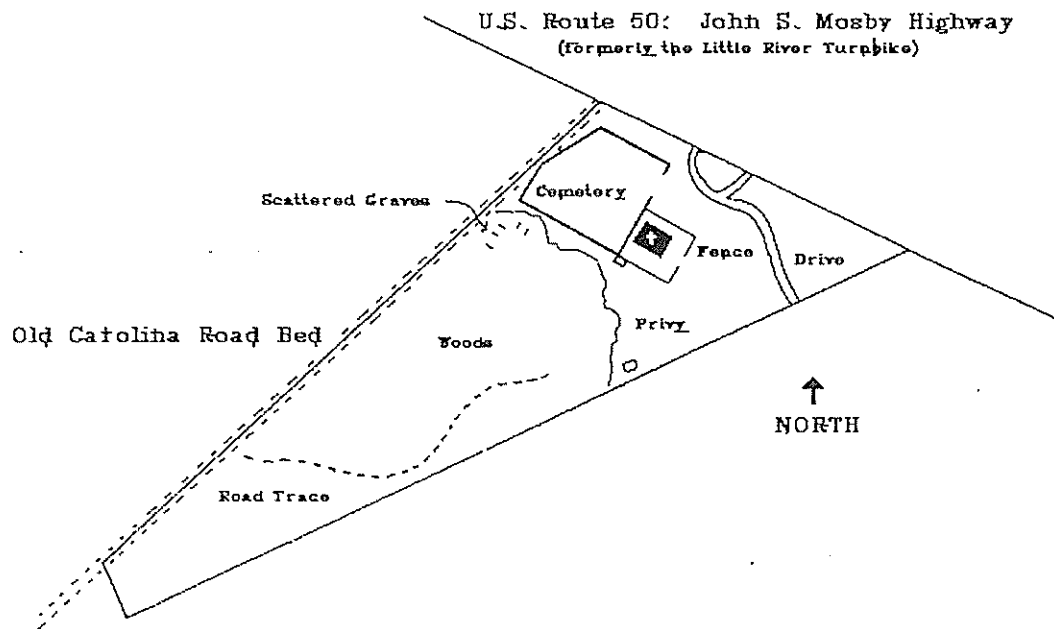 U.S. Route 50: John S. Mosby Highway
(formerly the Little River Turnpike)
Scattered Graves
Cemetery
Fence
Drive
Old Carolina Road Bed
Woods
Privy
NORTH
Road Trace